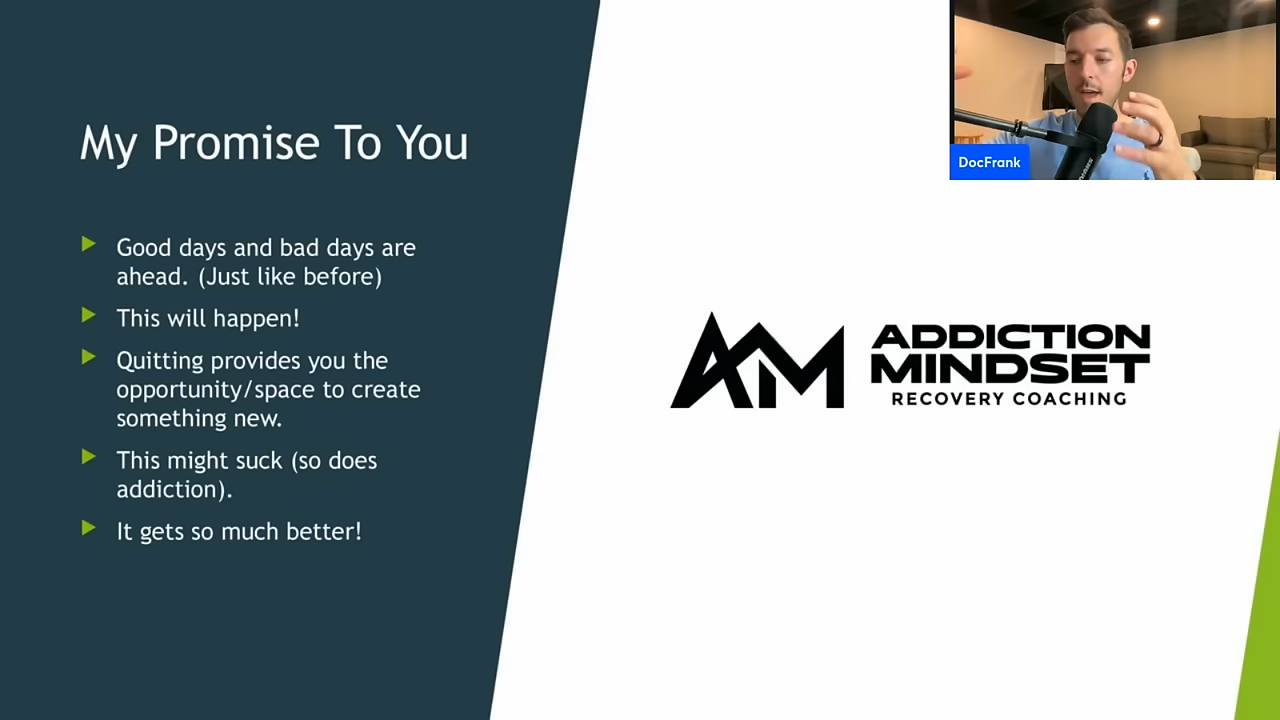 My Promise To You
Good days and bad days are
ahead. (Just like before)
This will happen!
Quitting provides you the
opportunity/space to create
something new.
This might suck (so does
addiction).
It gets so much better!
DocFrank
AM
ADDICTION
MINDSET
RECOVERY COACHING